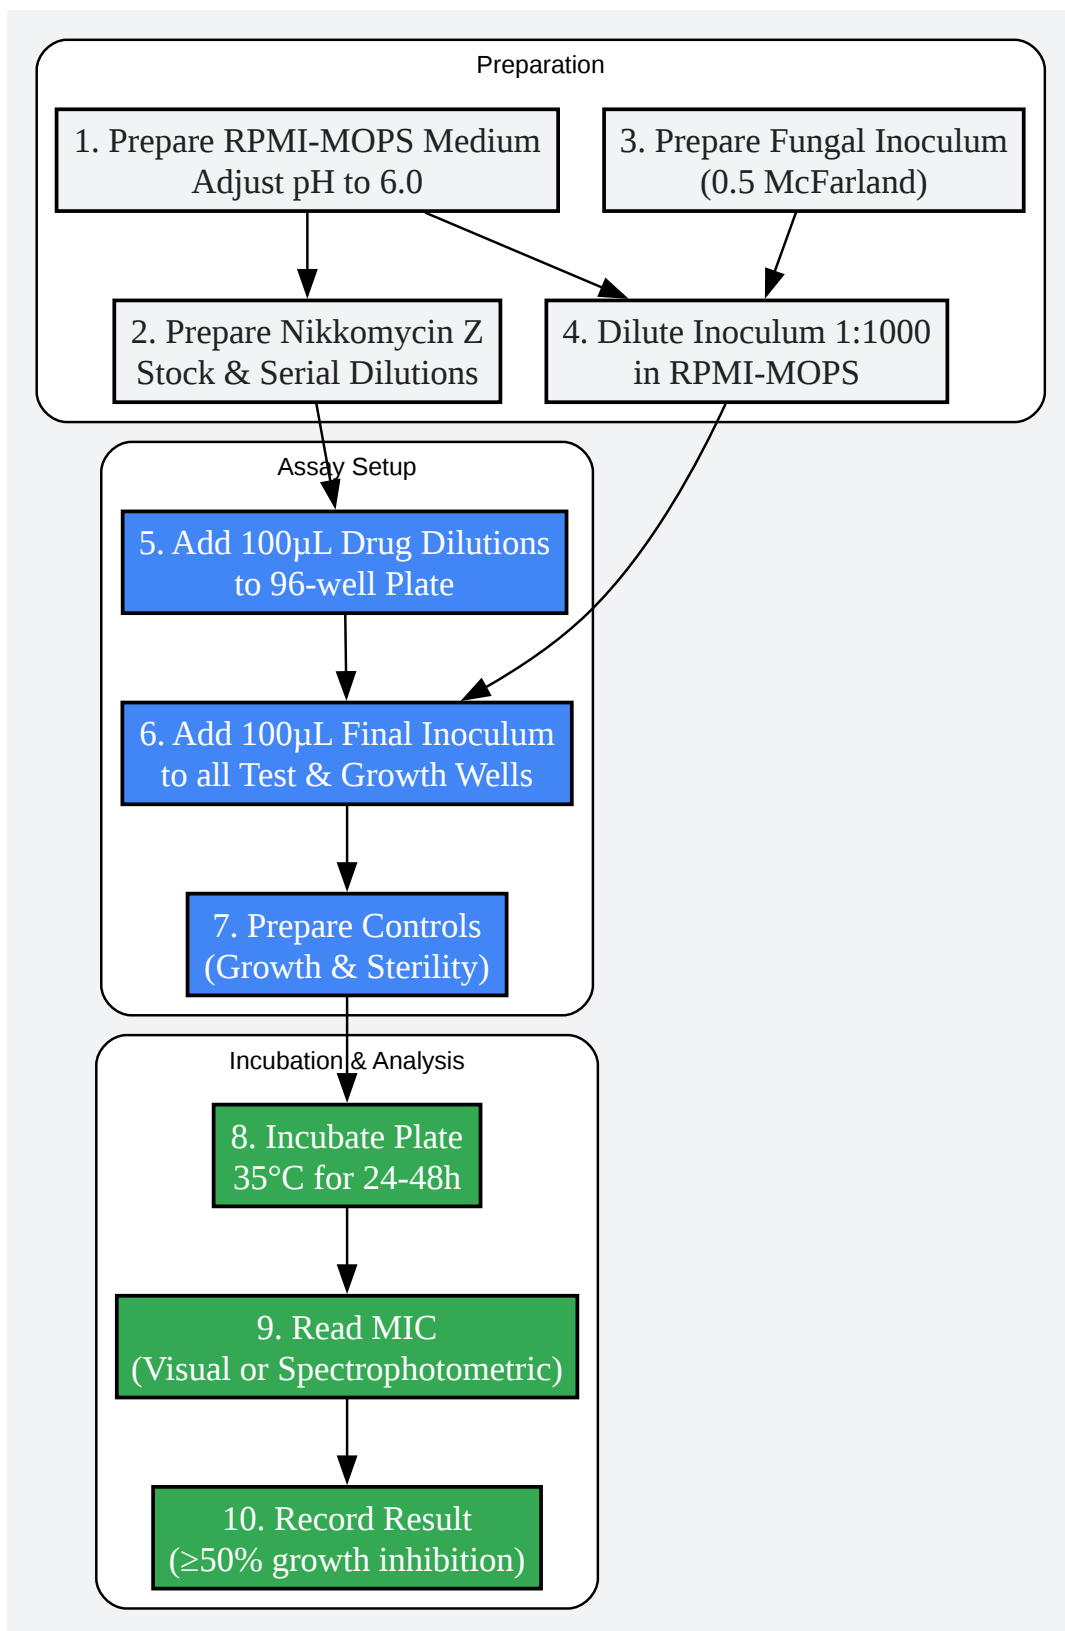 Preparation
1. Prepare RPMI-MOPS Medium
Adjust pH to 6.0
3. Prepare Fungal Inoculum
(0.5 McFarland)
2. Prepare Nikkomycin Z
Stock & Serial Dilutions
4. Dilute Inoculum 1:1000
in RPMI-MOPS
Assay Setup
5. Add 100µL Drug Dilutions
to 96-well Plate
6. Add 100µL Final Inoculum
to all Test & Growth Wells
7. Prepare Controls
(Growth & Sterility)
Incubation & Analysis
8. Incubate Plate
35°C for 24-48h
9. Read MIC
(Visual or Spectrophotometric)
10. Record Result
(≥50% growth inhibition)